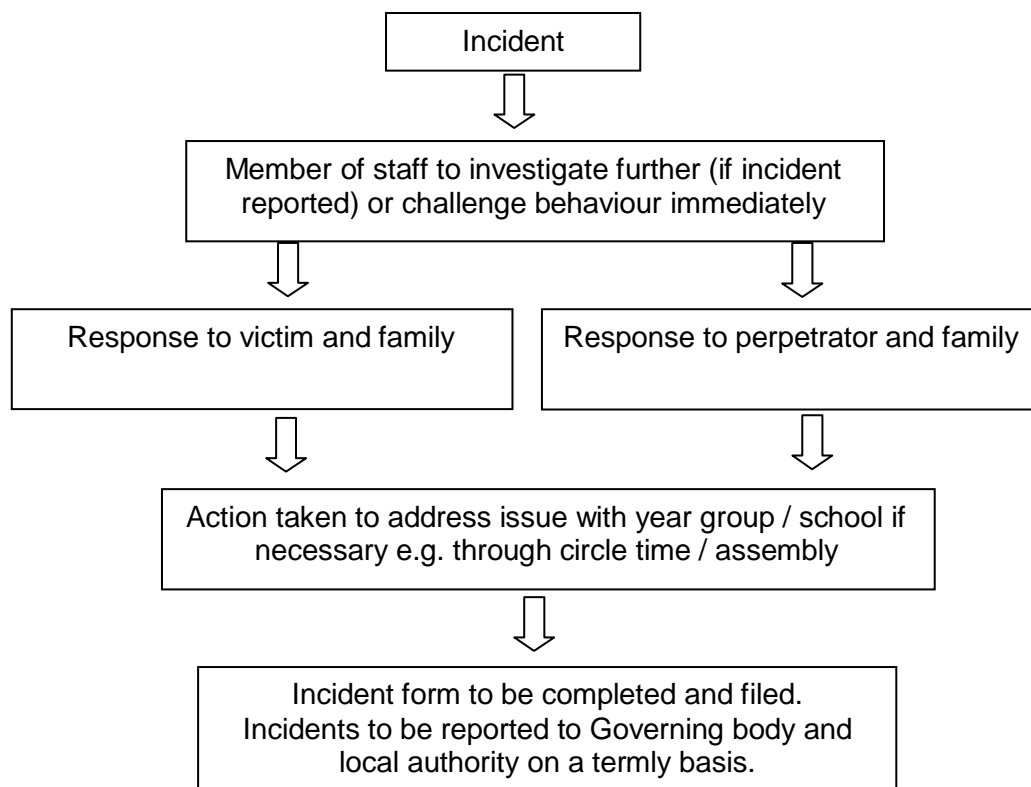 Incident
Member of staff to investigate further (if incident
reported) or challenge behaviour immediately
Response to victim and family
Response to perpetrator and family
Action taken to address issue with year group / school if
necessary e.g. through circle time / assembly
Incident form to be completed and filed.
Incidents to be reported to Governing body and
local authority on a termly basis.